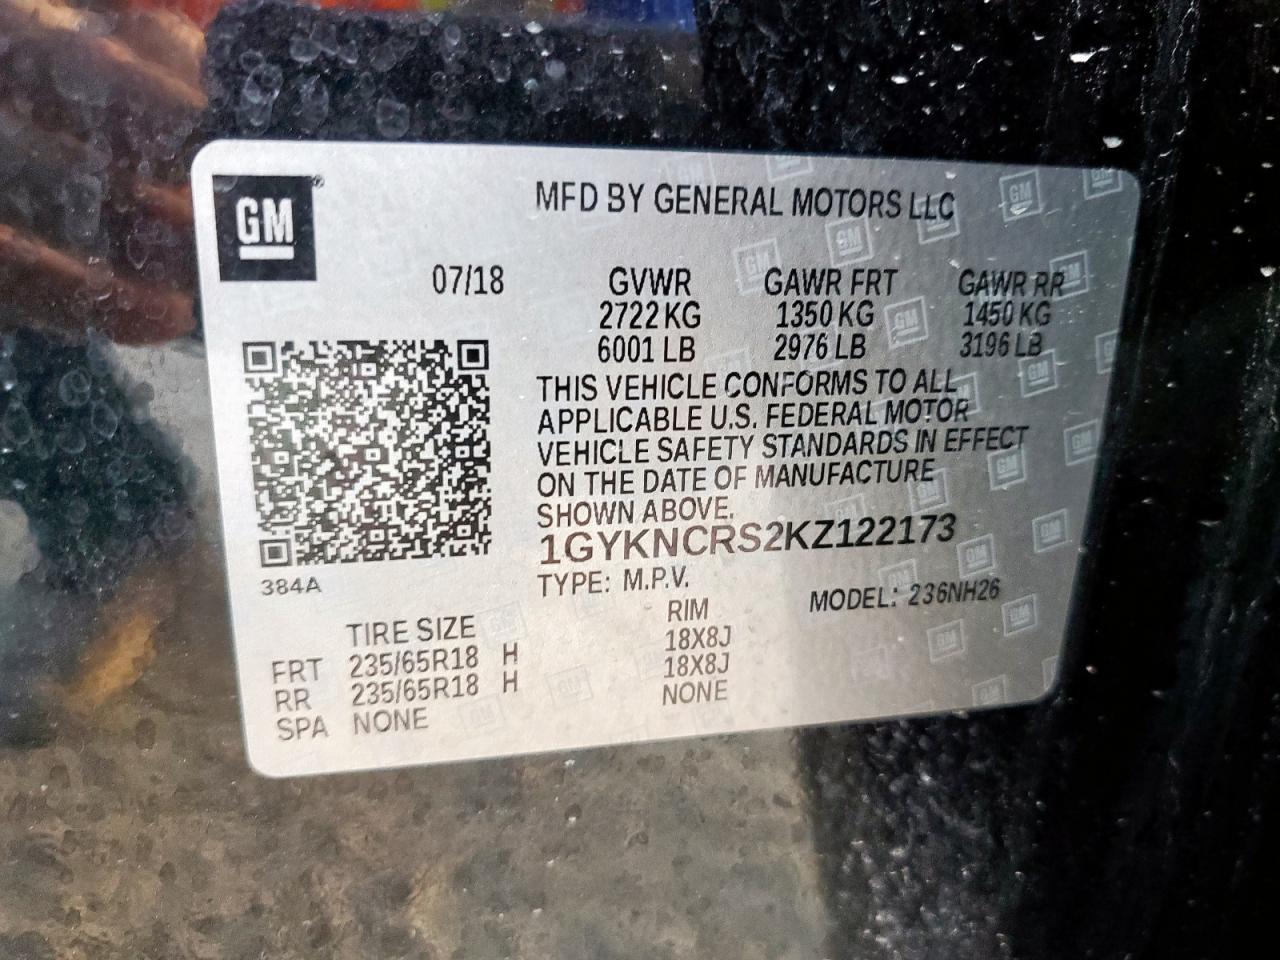 GM
MFD BY GENERAL MOTORS LLC
07/18 GVWR GAWR FRT GAWR RR
2722 KG 1350 KG 1450 KG
6001 LB 2976 LB 3196 LB
THIS VEHICLE CONFORMS TO ALL
APPLICABLE U.S. FEDERAL MOTOR
VEHICLE SAFETY STANDARDS IN EFFECT
ON THE DATE OF MANUFACTURE
SHOWN ABOVE.
1GYKNCRS2KZ122173
384A
TYPE: M.P.V. MODEL: 236NH26
TIRE SIZE RIM
FRT 235/65R18 H 18X8J
RR 235/65R18 H 18X8J
SPA NONE NONE